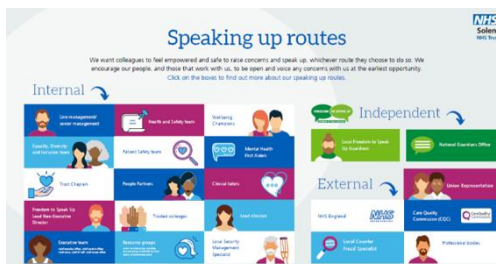 NHS
Solent
NHS Trust
Speaking up routes
We want colleagues to feel empowered and safe to raise concerns and speak up, whichever route they choose to do so. We
encourage our people, and those that work with us, to be open and voice any concerns with us at the earliest opportunity.
Click on the boxes to find out more about our speaking up routes.
Internal
Line management/
senior management
Health and Safety team
Wellbeing
Champions
Equality, Diversity
and Inclusion team
Patient Safety team
Mental Health
First Aiders
Trust Chaplain
People Partners
Clinical tutors
Freedom to Speak Up
Lead Non-Executive
Director
Trusted colleague
Lead clinician
Executive team
Resource groups
Local Security
Management
Specialist
Independent
Local Freedom to Speak
Up Guardians
National Guardians Office
External
Union Representative
NHS England
NHS
Care Quality
Commission (CQC)
CareQuality
Commission
Local Counter
Fraud Specialist
Professional bodies